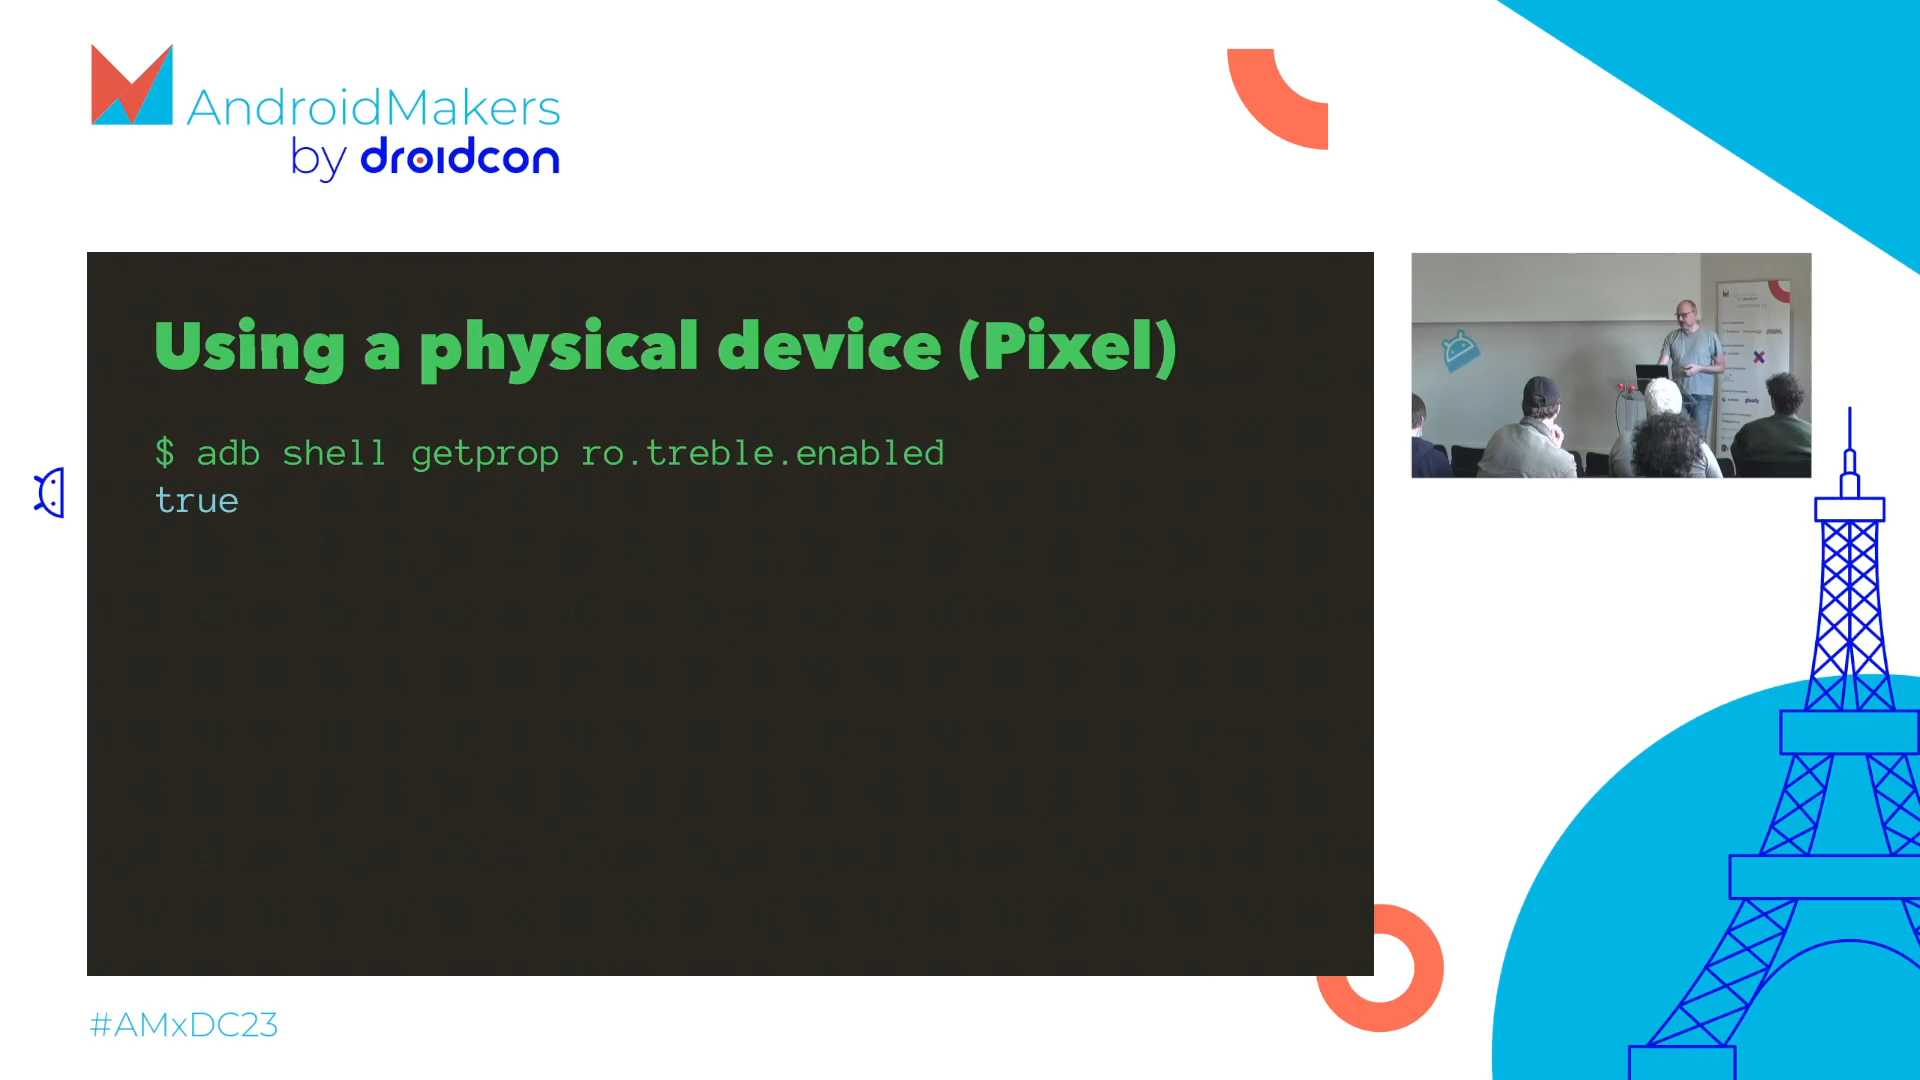 AndroidMakers
by droidcon
Using a physical device (Pixel)
$ adb shell getprop ro.treble.enabled
true
#AMxDC23